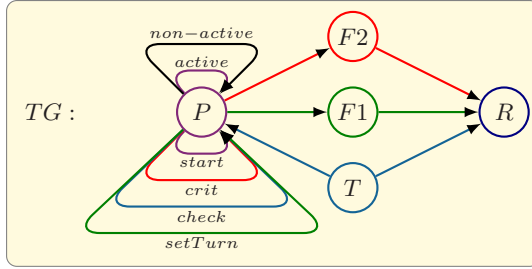 non-active
active
F2
TG:
P
F1
R
start
T
crit
check
setTurn